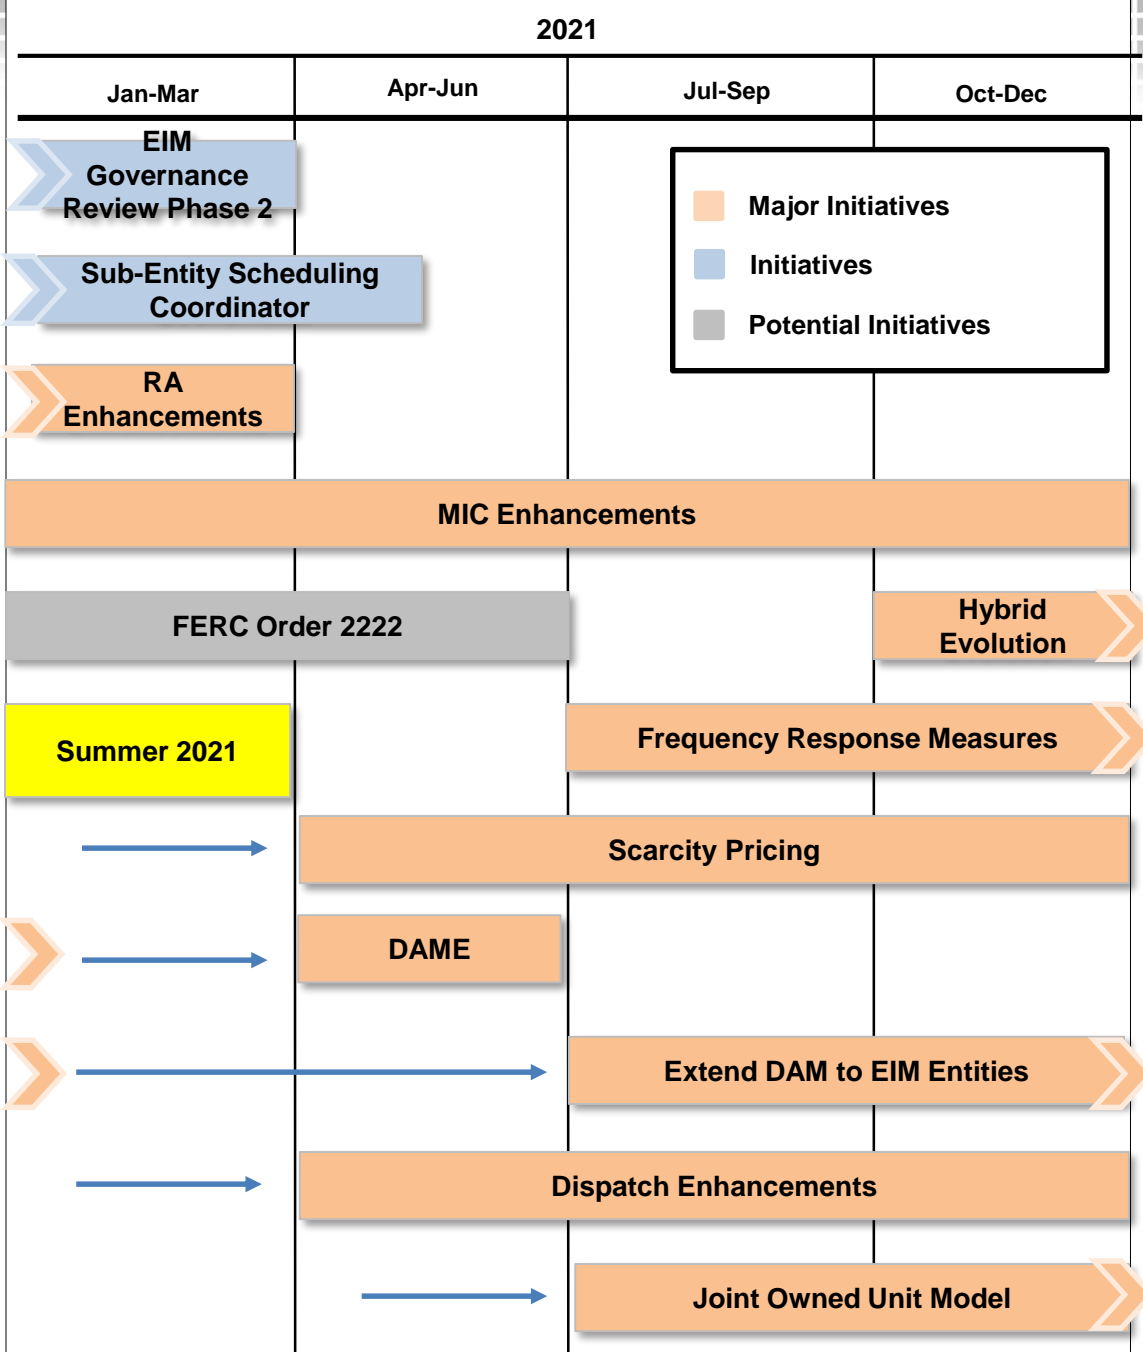 2021
Jan-Mar
Apr-Jun
Jul-Sep
Oct-Dec
EIM
Governance
Review Phase 2
Major Initiatives
Initiatives
Potential Initiatives
Sub-Entity Scheduling
Coordinator
RA
Enhancements
MIC Enhancements
FERC Order 2222
Hybrid
Evolution
Summer 2021
Frequency Response Measures
Scarcity Pricing
DAME
Extend DAM to EIM Entities
Dispatch Enhancements
Joint Owned Unit Model